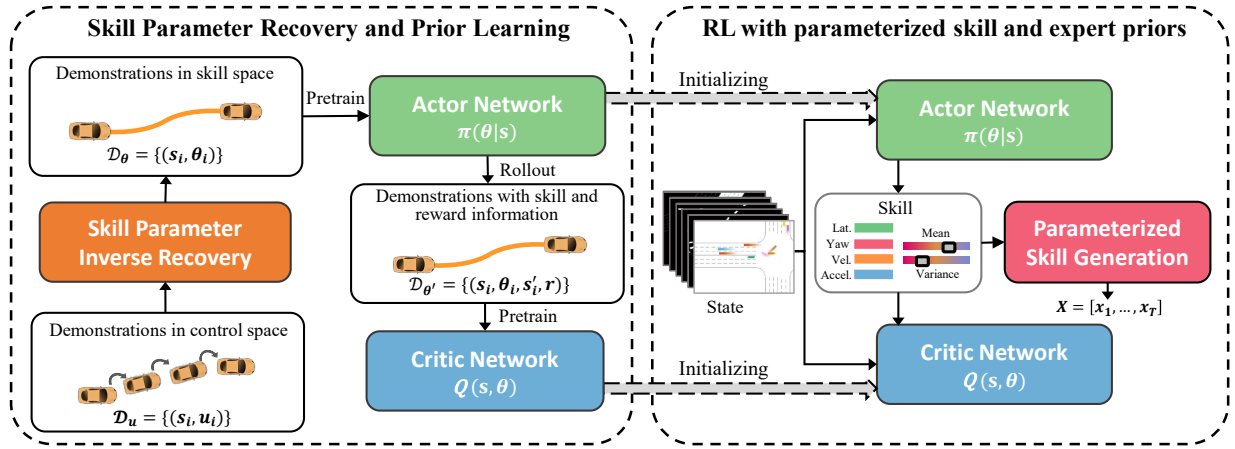 Skill Parameter Recovery and Prior Learning
Demonstrations in skill space
𝒟_θ = {(s_i, θ_i)}
Skill Parameter
Inverse Recovery
Demonstrations in control space
𝒟_u = {(s_i, u_i)}
Pretrain
Actor Network
π(θ|s)
Rollout
Demonstrations with skill and
reward information
𝒟_θ′ = {(s_i, θ_i, s_i′, r)}
Pretrain
Critic Network
Q(s, θ)
Initializing
Initializing
RL with parameterized skill and expert priors
Actor Network
π(θ|s)
State
Skill
Lat.
Yaw
Vel.
Accel.
Mean
Variance
Parameterized
Skill Generation
X = [x_1, ..., x_T]
Critic Network
Q(s, θ)